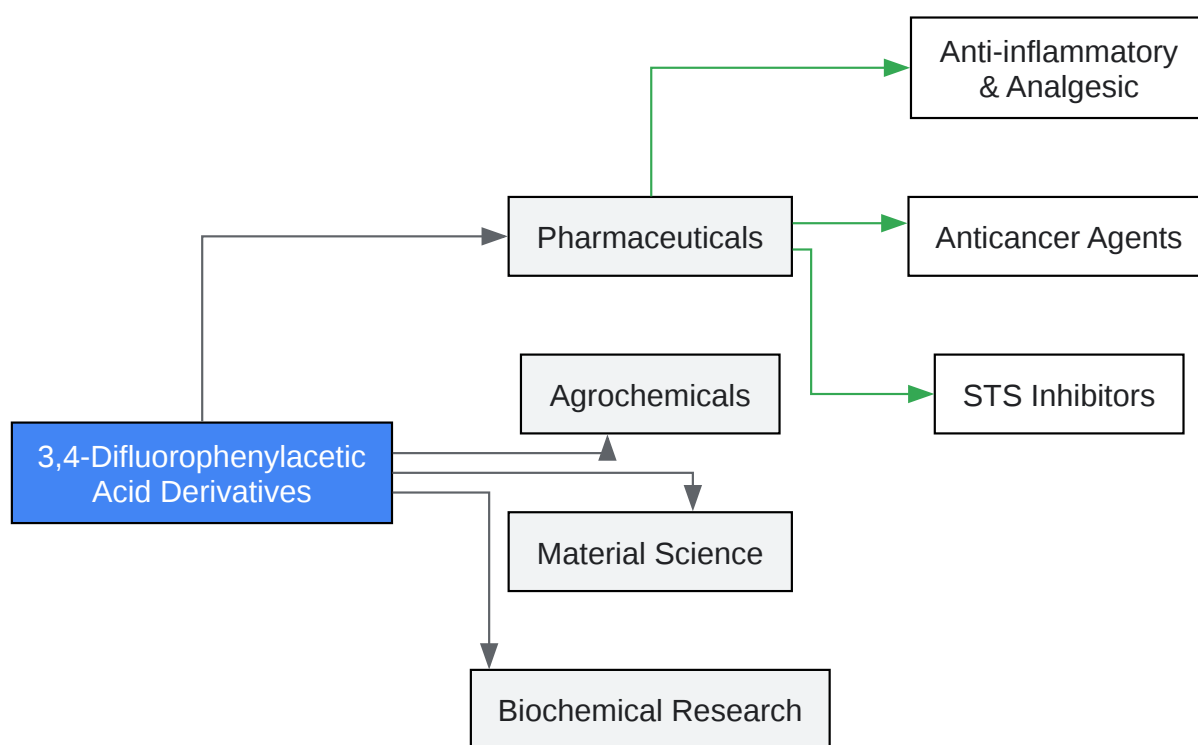 Anti-inflammatory
& Analgesic
Pharmaceuticals
Anticancer Agents
Agrochemicals
STS Inhibitors
3,4-Difluorophenylacetic
Acid Derivatives
Material Science
Biochemical Research